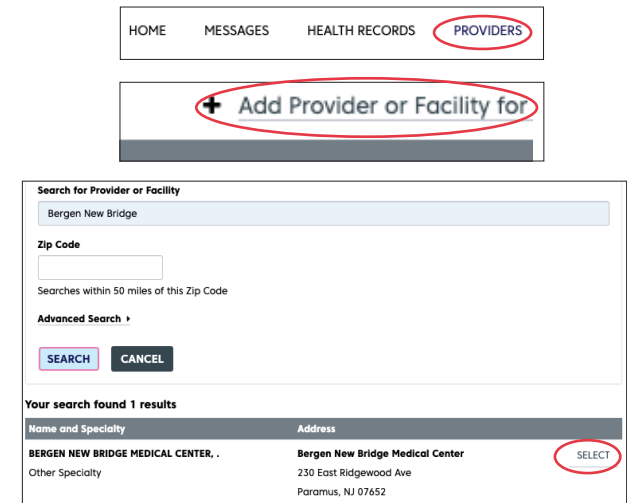 HOME MESSAGES HEALTH RECORDS PROVIDERS
+ Add Provider or Facility for
Search for Provider or Facility
Bergen New Bridge
Zip Code
Searches within 50 miles of this Zip Code
Advanced Search ▸
SEARCH CANCEL
Your search found 1 results
Name and Specialty Address
BERGEN NEW BRIDGE MEDICAL CENTER, . Bergen New Bridge Medical Center SELECT
Other Specialty 230 East Ridgewood Ave
Paramus, NJ 07652